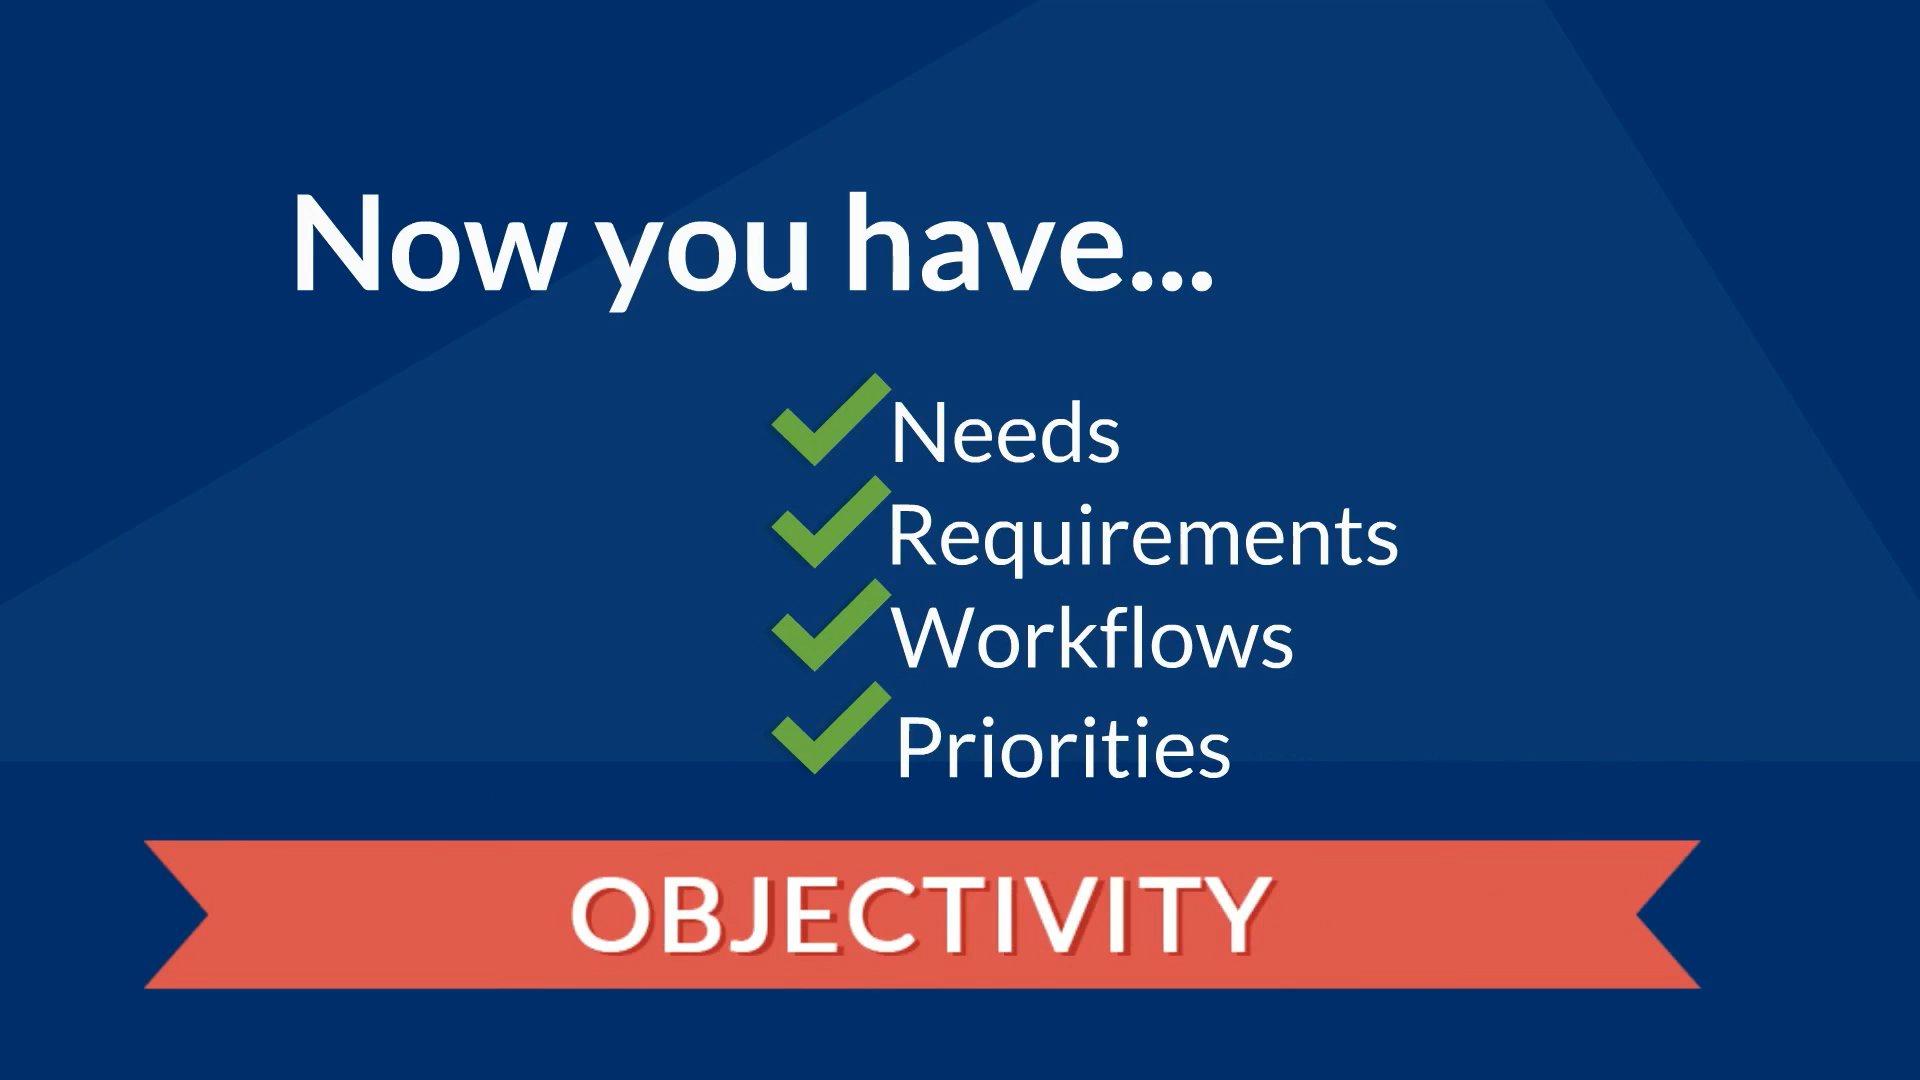 Now you have...
Needs
Requirements
Workflows
Priorities
OBJECTIVITY